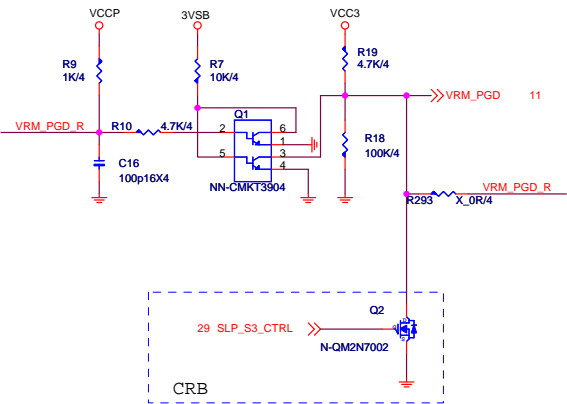 VCCP 3VSB VCC3
R9 1K/4
R7 10K/4
R19 4.7K/4
VRM_PGD_R
R10 4.7K/4
Q1
2 6
1
5 3
4
NN-CMKT3904
C16
100p16X4
R18
100K/4
VRM_PGD 11
VRM_PGD_R
R293 X_0R/4
Q2
29 SLP_S3_CTRL
N-QM2N7002
CRB